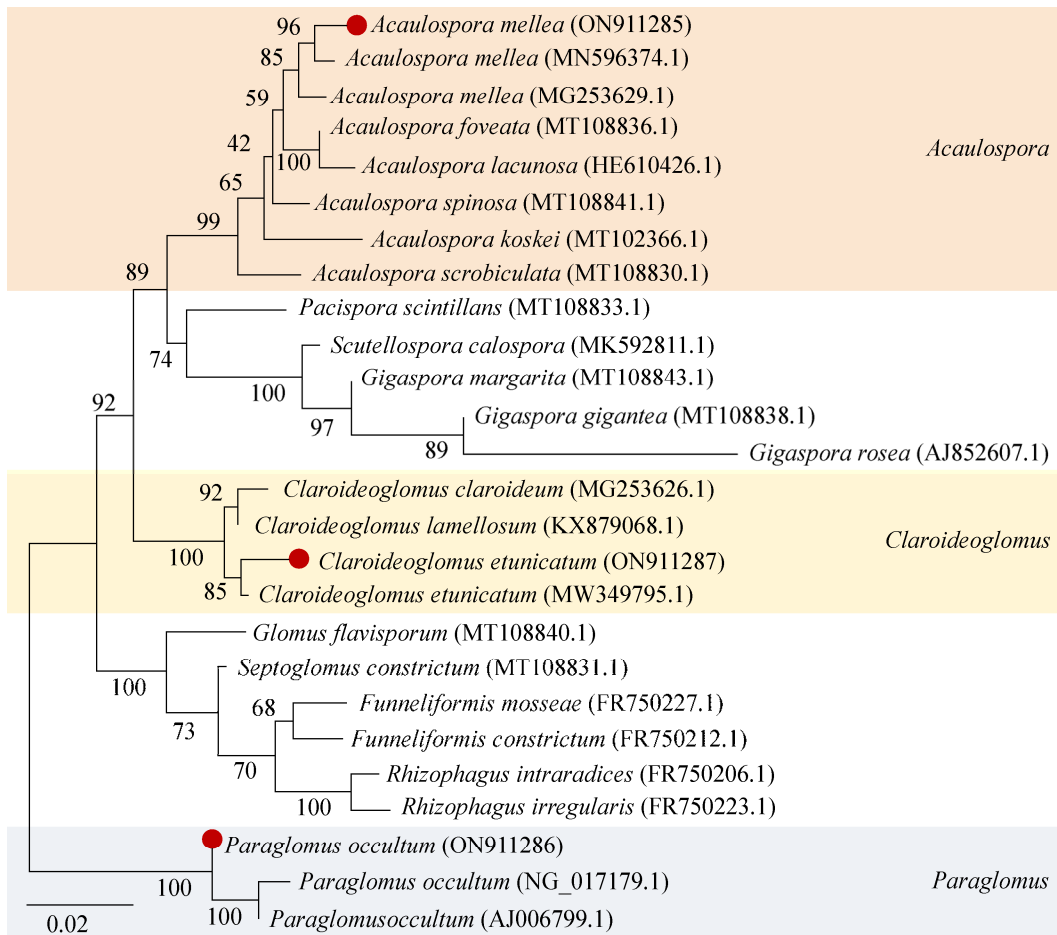 96
Acaulospora mellea (ON911285)
85
Acaulospora mellea (MN596374.1)
59
Acaulospora mellea (MG253629.1)
Acaulospora foveata (MT108836.1)
42
100
Acaulospora lacunosa (HE610426.1)
Acaulospora
65
Acaulospora spinosa (MT108841.1)
99
Acaulospora koskei (MT102366.1)
89
Acaulospora scrobiculata (MT108830.1)
Pacispora scintillans (MT108833.1)
74
Scutellospora calospora (MK592811.1)
100
Gigaspora margarita (MT108843.1)
92
97
Gigaspora gigantea (MT108838.1)
89
Gigaspora rosea (AJ852607.1)
92
Claroideoglomus claroideum (MG253626.1)
Claroideoglomus lamellosum (KX879068.1)
Claroideoglomus
100
Claroideoglomus etunicatum (ON911287)
85
Claroideoglomus etunicatum (MW349795.1)
Glomus flavisporum (MT108840.1)
100
Septoglomus constrictum (MT108831.1)
73
68
Funneliformis mosseae (FR750227.1)
Funneliformis constrictum (FR750212.1)
70
Rhizophagus intraradices (FR750206.1)
100
Rhizophagus irregularis (FR750223.1)
Paraglomus occultum (ON911286)
100
Paraglomus occultum (NG_017179.1)
Paraglomus
100
Paraglomusoccultum (AJ006799.1)
0.02